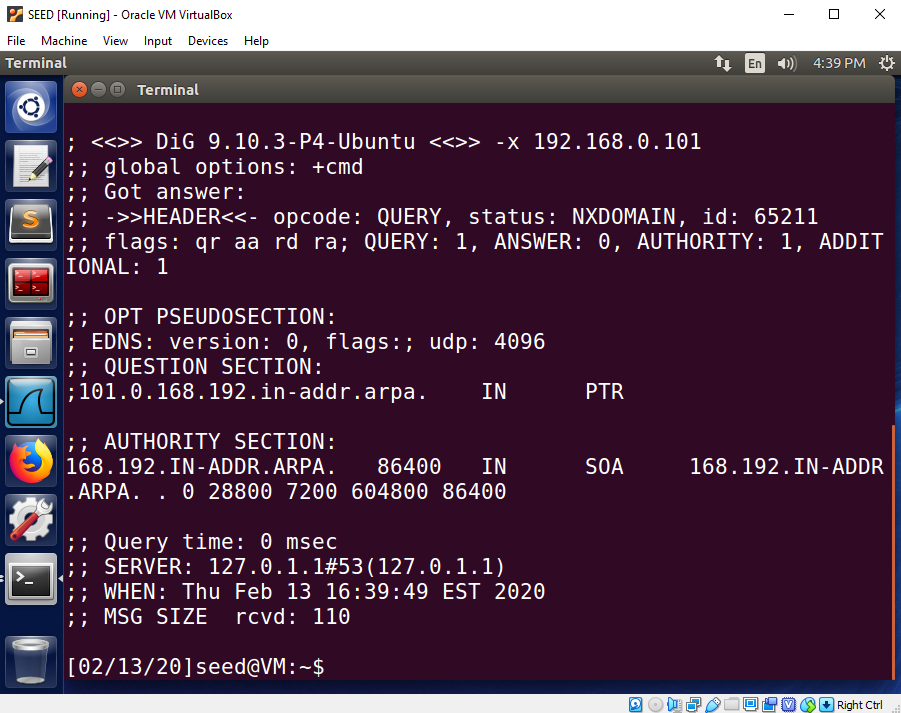 SEED [Running] - Oracle VM VirtualBox
File Machine View Input Devices Help
Terminal En 4:39 PM
Terminal
; <<>> DiG 9.10.3-P4-Ubuntu <<>> -x 192.168.0.101
;; global options: +cmd
;; Got answer:
;; ->>HEADER<<- opcode: QUERY, status: NXDOMAIN, id: 65211
;; flags: qr aa rd ra; QUERY: 1, ANSWER: 0, AUTHORITY: 1, ADDIT
IONAL: 1
;; OPT PSEUDOSECTION:
; EDNS: version: 0, flags:; udp: 4096
;; QUESTION SECTION:
;101.0.168.192.in-addr.arpa. IN PTR
;; AUTHORITY SECTION:
168.192.IN-ADDR.ARPA. 86400 IN SOA 168.192.IN-ADDR
.ARPA. . 0 28800 7200 604800 86400
;; Query time: 0 msec
;; SERVER: 127.0.1.1#53(127.0.1.1)
;; WHEN: Thu Feb 13 16:39:49 EST 2020
;; MSG SIZE rcvd: 110
[02/13/20]seed@VM:~$
Right Ctrl